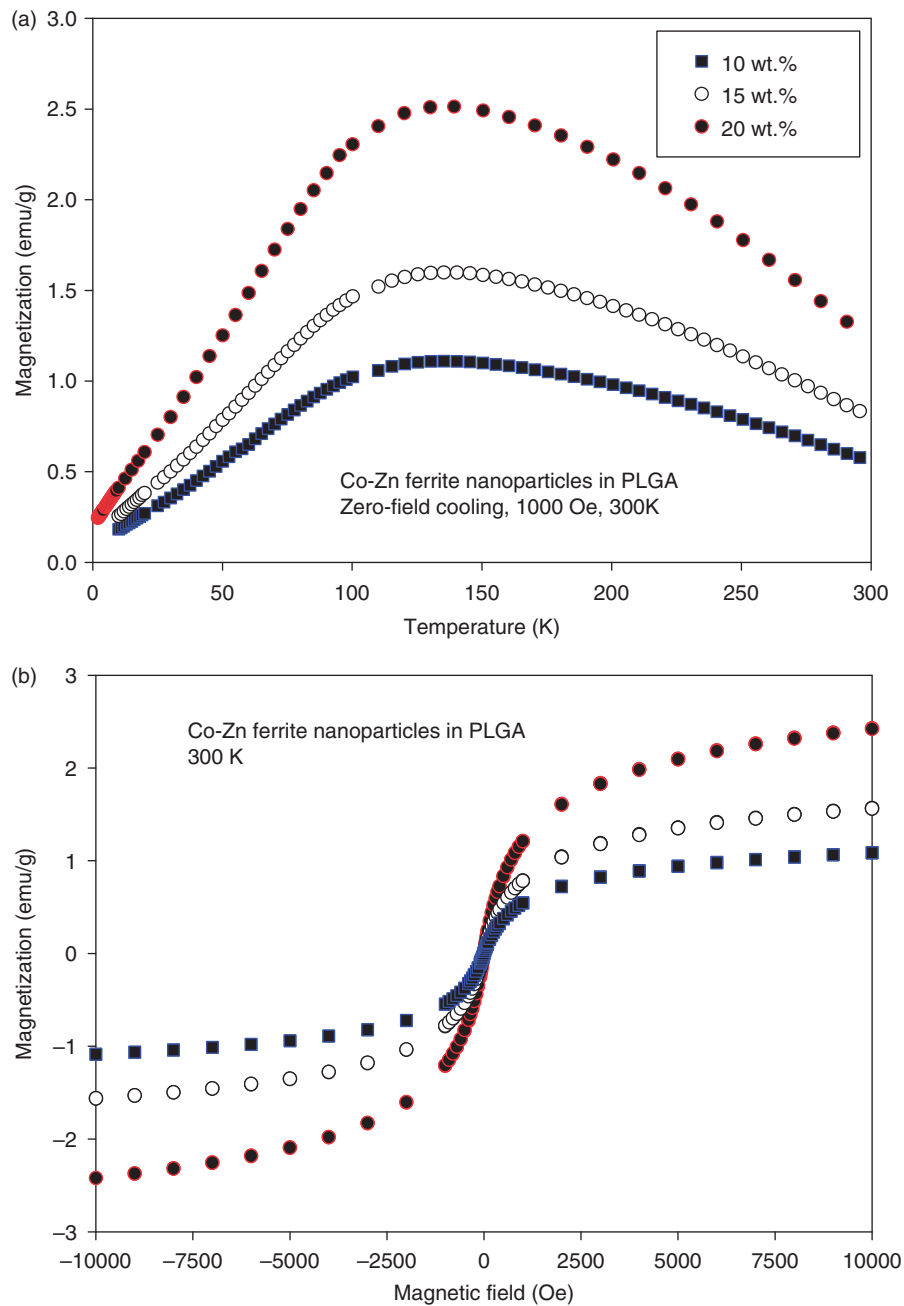 (a)
3.0
2.5
2.0
1.5
1.0
0.5
0.0
Magnetization (emu/g)
10 wt.%
15 wt.%
20 wt.%
Co-Zn ferrite nanoparticles in PLGA
Zero-field cooling, 1000 Oe, 300K
0 50 100 150 200 250 300
Temperature (K)
(b)
3
2
1
0
–1
–2
–3
Magnetization (emu/g)
Co-Zn ferrite nanoparticles in PLGA
300 K
–10000 –7500 –5000 –2500 0 2500 5000 7500 10000
Magnetic field (Oe)